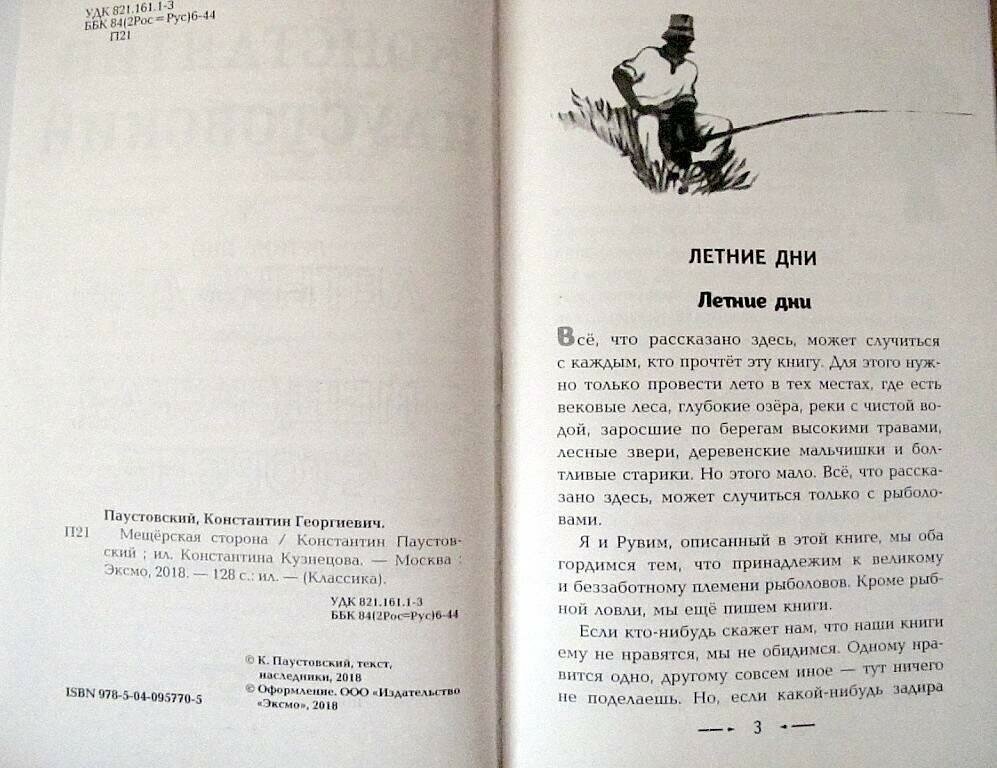 УДК 821.161.1-3
ББК 84(2Рос=Рус)6-44
П21
Паустовский, Константин Георгиевич.
П21 Мещёрская сторона / Константин Паустов-
ский ; ил. Константина Кузнецова. — Москва :
Эксмо, 2018. — 128 с.: ил. — (Классика).
УДК 821.161.1-3
ББК 84(2Рос=Рус)6-44
© К. Паустовский, текст,
наследники, 2018
© Оформление. ООО «Издательство
«Эксмо», 2018
ISBN 978-5-04-095770-5
ЛЕТНИЕ ДНИ
Летние дни
Всё, что рассказано здесь, может случиться
с каждым, кто прочтёт эту книгу. Для этого нуж-
но только провести лето в тех местах, где есть
вековые леса, глубокие озёра, реки с чистой во-
дой, заросшие по берегам высокими травами,
лесные звери, деревенские мальчишки и бол-
тливые старики. Но этого мало. Всё, что расска-
зано здесь, может случиться только с рыболо-
вами.
Я и Рувим, описанный в этой книге, мы оба
гордимся тем, что принадлежим к великому
и беззаботному племени рыболовов. Кроме рыб-
ной ловли, мы ещё пишем книги.
Если кто-нибудь скажет нам, что наши книги
ему не нравятся, мы не обидимся. Одному нра-
вится одно, другому совсем иное — тут ничего
не поделаешь. Но, если какой-нибудь задира
3